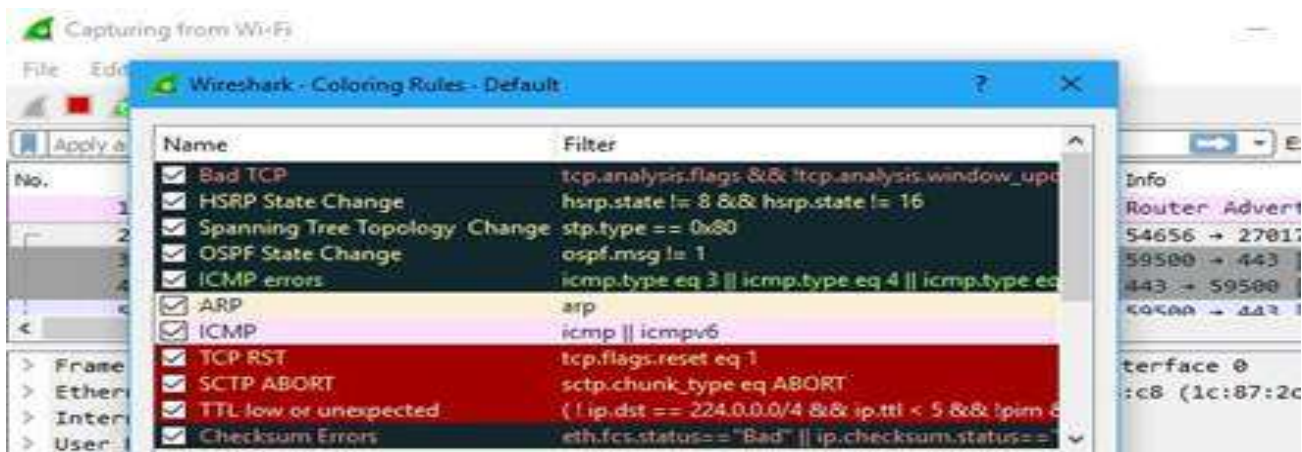 Capturing from Wi-Fi
File Edi
Wireshark - Coloring Rules - Default ? ×
Apply a
Name Filter
No. Info
Bad TCP tcp.analysis.flags && !tcp.analysis.window_upd
HSRP State Change hsrp.state != 8 && hsrp.state != 16
Spanning Tree Topology Change stp.type == 0x80
OSPF State Change ospf.msg != 1
ICMP errors icmp.type eq 3 || icmp.type eq 4 || icmp.type eq
ARP arp
ICMP icmp || icmpv6
TCP RST tcp.flags.reset eq 1
SCTP ABORT sctp.chunk_type eq ABORT
TTL low or unexpected ( ! ip.dst == 224.0.0.0/4 && ip.ttl < 5 && !pim
Checksum Errors eth.fcs.status=="Bad" || ip.checksum.status==
1 Router Advert
2 54656 → 27017
59500 → 443
443 → 59500
59500 → 443
> Frame terface 0
> Ether :c8 (1c:87:2c
> Inter
> User